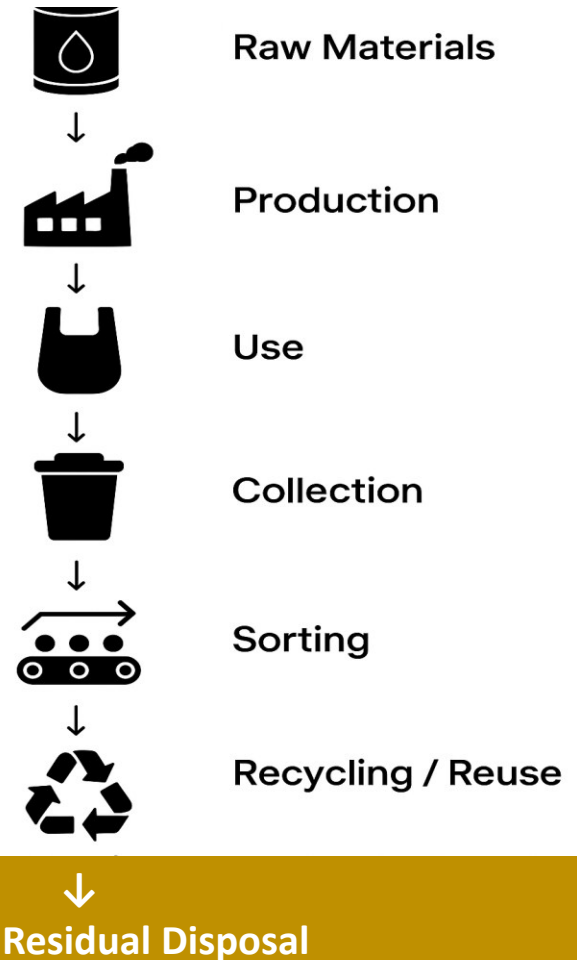 Raw Materials
Production
Use
Collection
Sorting
Recycling / Reuse
Residual Disposal